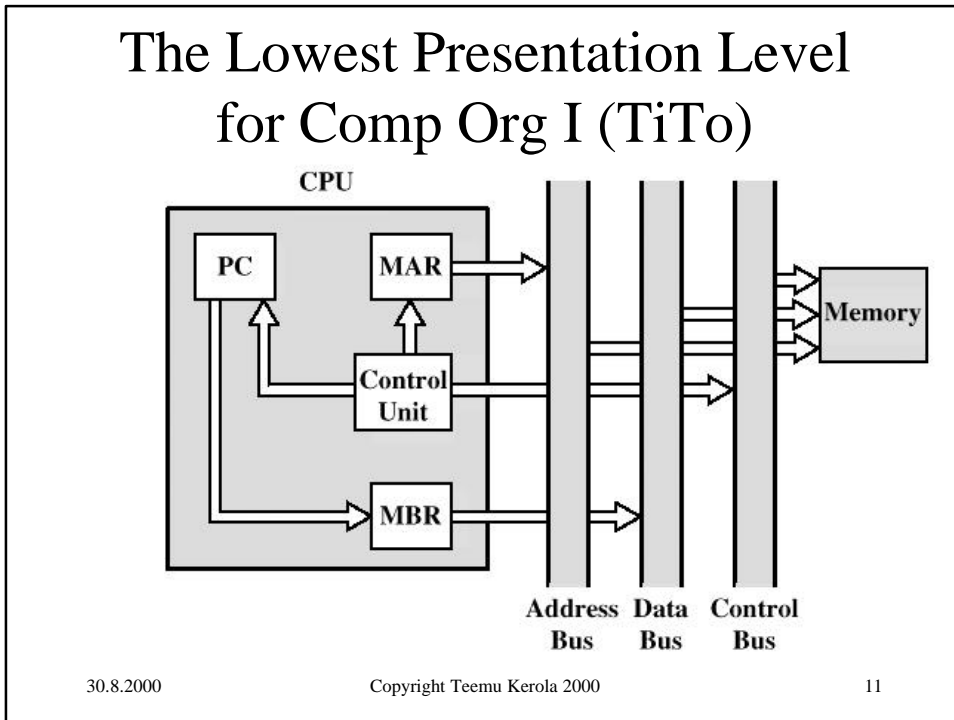 The Lowest Presentation Level
for Comp Org I (TiTo)
CPU
PC
MAR
Memory
Control
Unit
MBR
Address
Bus
Data
Bus
Control
Bus
30.8.2000
Copyright Teemu Kerola 2000
11